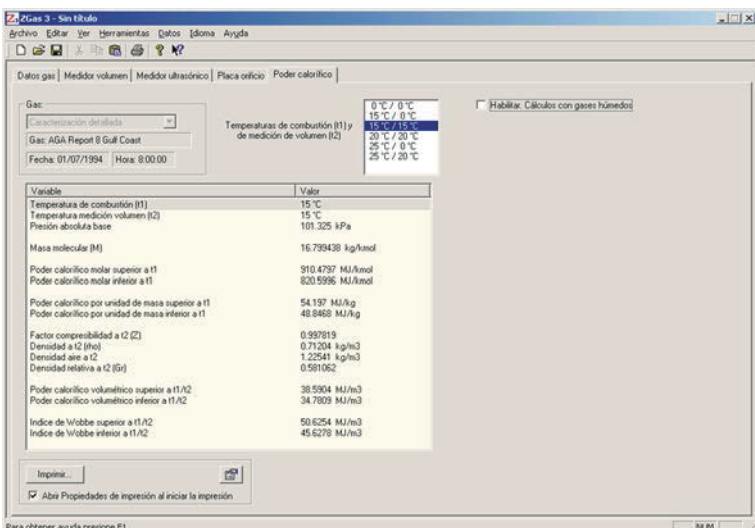 ZGas 3 - Sin título
Archivo Editar Ver Herramientas Datos Idioma Ayuda
Datos gas Medidor volumen Medidor ultrasónico Placa orificio Poder calorífico
Gas:
Caracterización detallada
Gas: AGA Report 8 Gulf Coast
Fecha: 01/07/1994 Hora: 8:00:00
Temperaturas de combustión (t1) y
de medición de volumen (t2)
0 °C / 0 °C
15 °C / 0 °C
15 °C / 15 °C
20 °C / 20 °C
25 °C / 0 °C
25 °C / 20 °C
Habilitar. Cálculos con gases húmedos
Variable Valor
Temperatura de combustión (t1) 15 °C
Temperatura medición volumen (t2) 15 °C
Presión absoluta base 101.325 kPa
Masa molecular (M) 16.799438 kg/kmol
Poder calorífico molar superior a t1 910.4797 MJ/kmol
Poder calorífico molar inferior a t1 820.5996 MJ/kmol
Poder calorífico por unidad de masa superior a t1 54.197 MJ/kg
Poder calorífico por unidad de masa inferior a t1 48.8468 MJ/kg
Factor compresibilidad a t2 (Z) 0.997819
Densidad a t2 (rho) 0.71204 kg/m3
Densidad aire a t2 1.22541 kg/m3
Densidad relativa a t2 (Gr) 0.581062
Poder calorífico volumétrico superior a t1/t2 38.5904 MJ/m3
Poder calorífico volumétrico inferior a t1/t2 34.7809 MJ/m3
Indice de Wobbe superior a t1/t2 50.6254 MJ/m3
Indice de Wobbe inferior a t1/t2 45.6278 MJ/m3
Imprimir...
Abrir Propiedades de impresión al iniciar la impresión
Para obtener ayuda presione F1
NUM